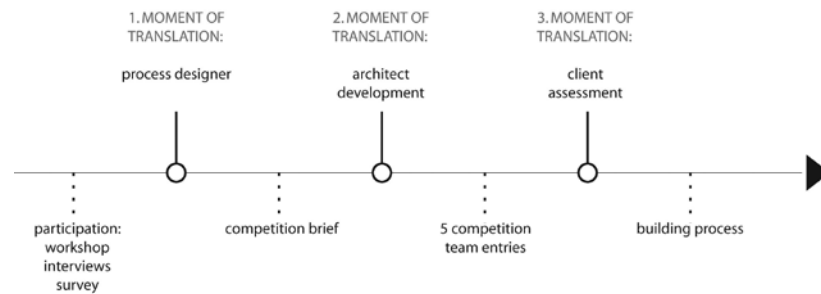 1. MOMENT OF
TRANSLATION:
process designer
2. MOMENT OF
TRANSLATION:
architect
development
3. MOMENT OF
TRANSLATION:
client
assessment
participation:
workshop
interviews
survey
competition brief
5 competition
team entries
building process